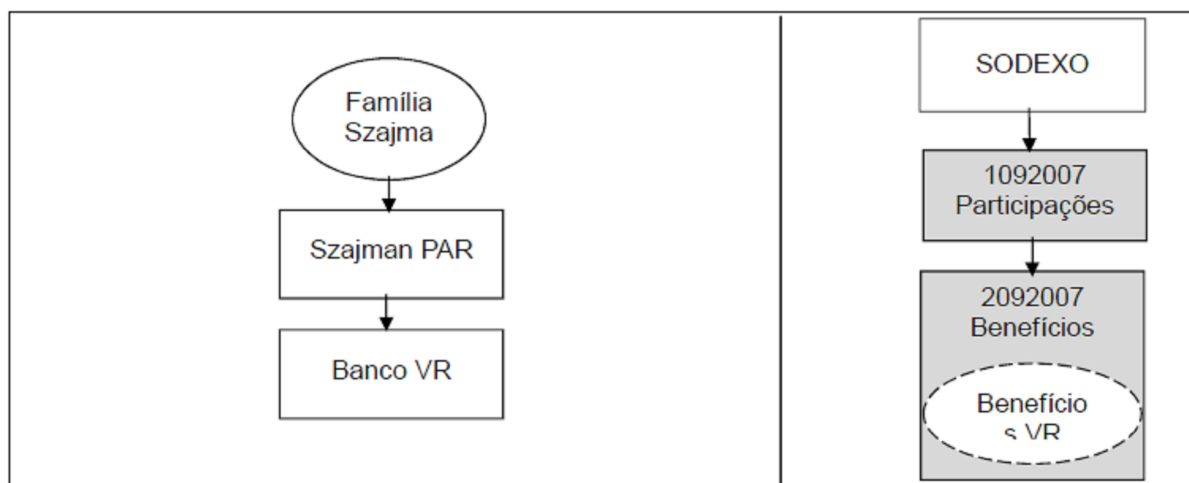 Família
Szajma
Szajman PAR
Banco VR
SODEXO
1092007
Participações
2092007
Benefícios
Benefício
s VR